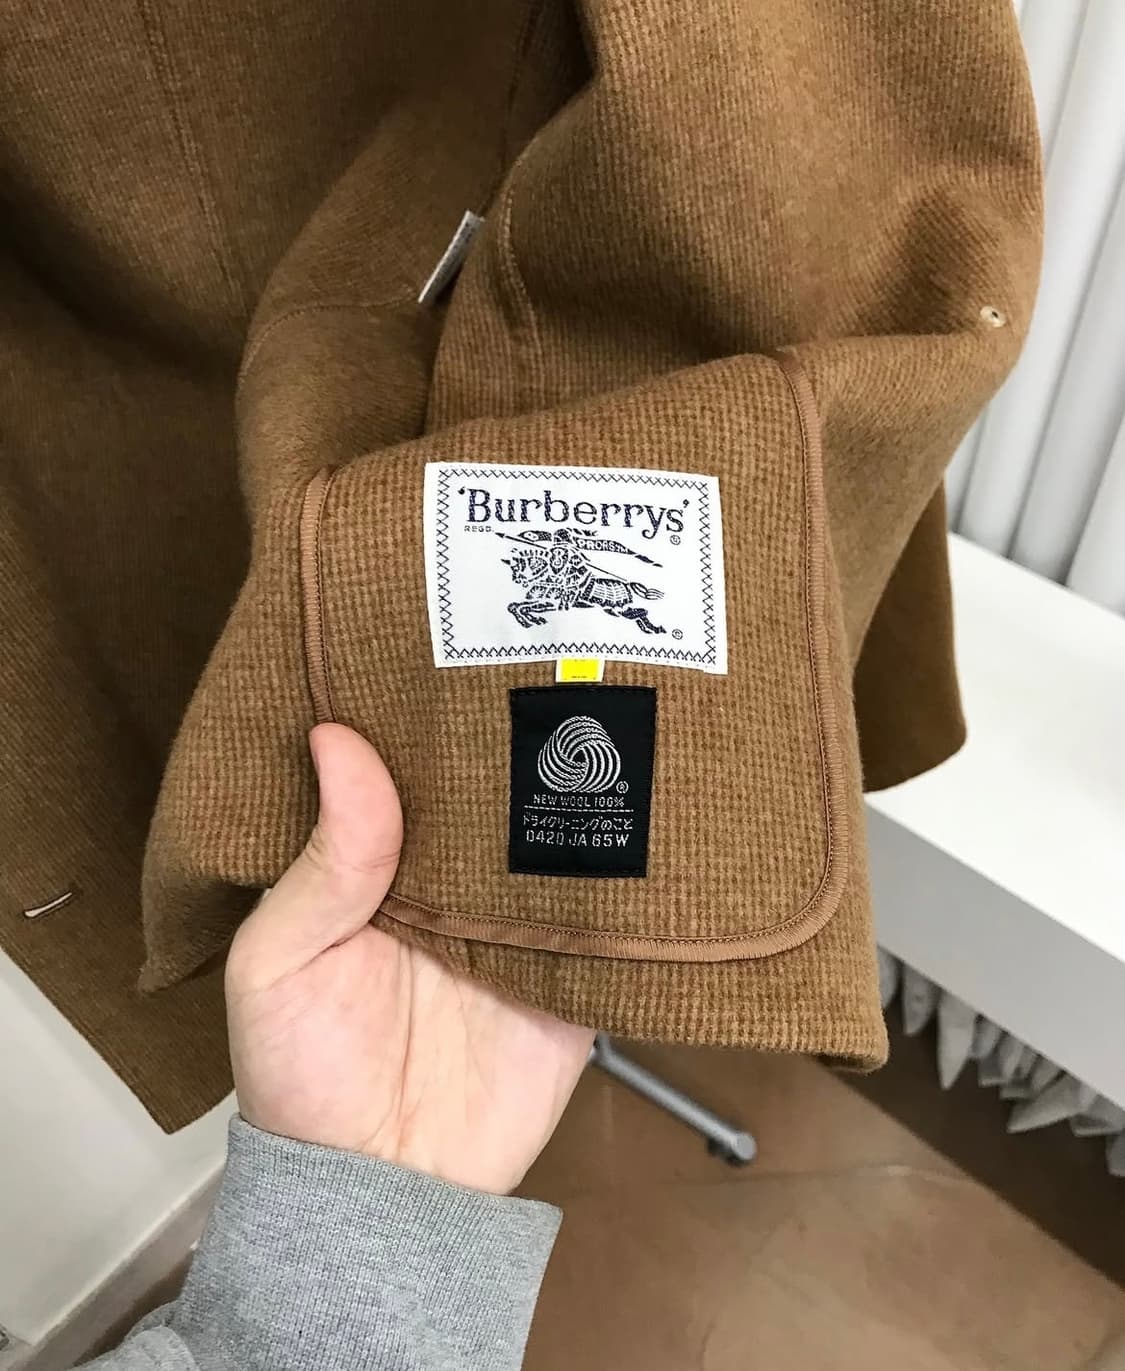 'Burberrys'
REGD. ®
PRORSUM
®
®
NEW WOOL 100%
ドライクリーニングのこと
0420 JA 65W